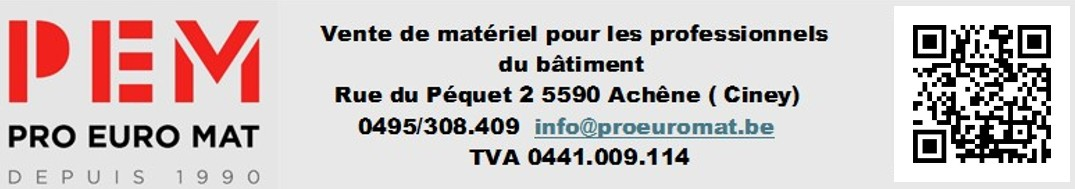 PEM
PRO EURO MAT
DEPUIS 1990
Vente de matériel pour les professionnels
du bâtiment
Rue du Péquet 2 5590 Achêne ( Ciney)
0495/308.409 info@proeuromat.be
TVA 0441.009.114